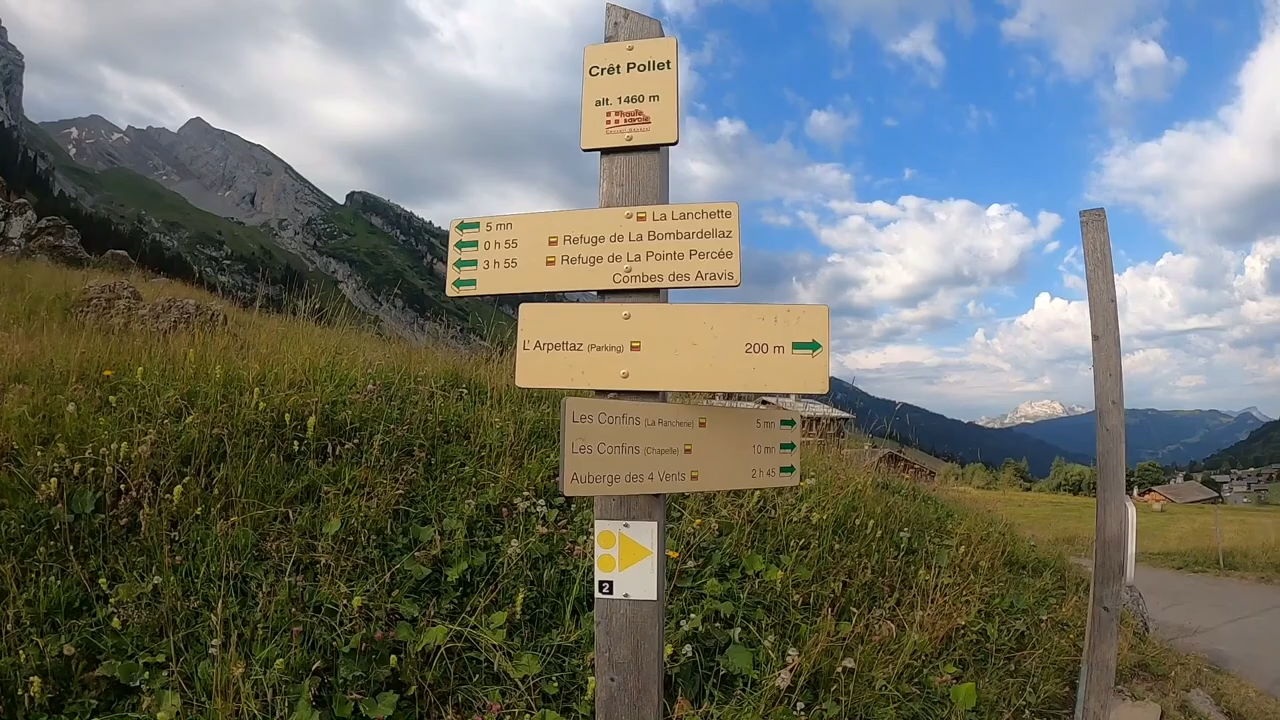 Crêt Pollet
alt. 1460 m
haute
savoie
Conseil Général
5 mn La Lanchette
0 h 55 Refuge de La Bombardellaz
3 h 55 Refuge de La Pointe Percée
Combes des Aravis
L' Arpettaz (Parking) 200 m
Les Confins (La Rancherie) 5 mn
Les Confins (Chapelle) 10 mn
Auberge des 4 Vents 2 h 45
2